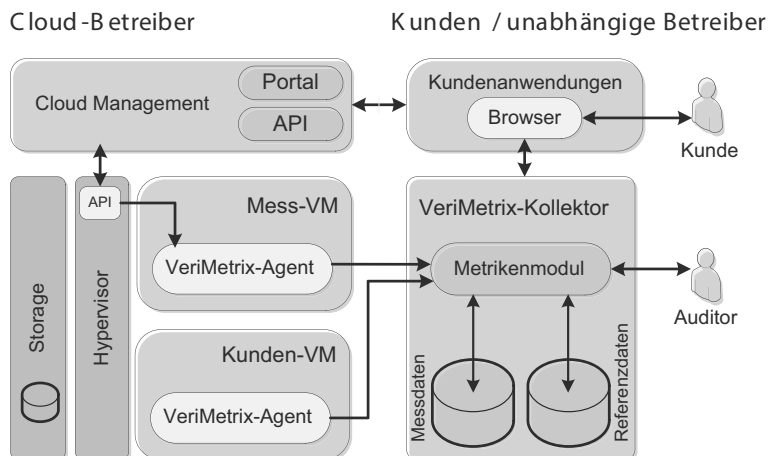 Cloud-Betreiber
Kunden / unabhängige Betreiber
Cloud Management
Portal
API
Kundenanwendungen
Browser
Kunde
Storage
Hypervisor
API
Mess-VM
VeriMetrix-Agent
Kunden-VM
VeriMetrix-Agent
VeriMetrix-Kollektor
Metrikenmodul
Auditor
Messdaten
Referenzdaten